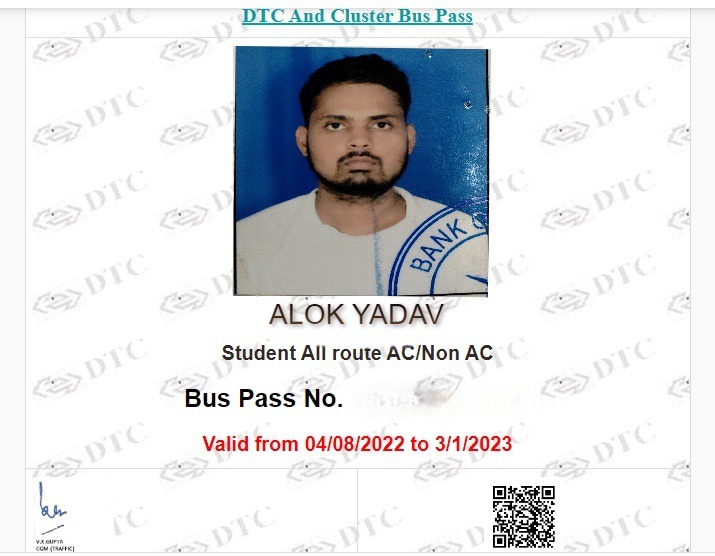 DTC And Cluster Bus Pass
BANK
ALOK YADAV
Student All route AC/Non AC
Bus Pass No.
Valid from 04/08/2022 to 3/1/2023
V.K.GUPTA
CGM (TRAFFIC)
DTC